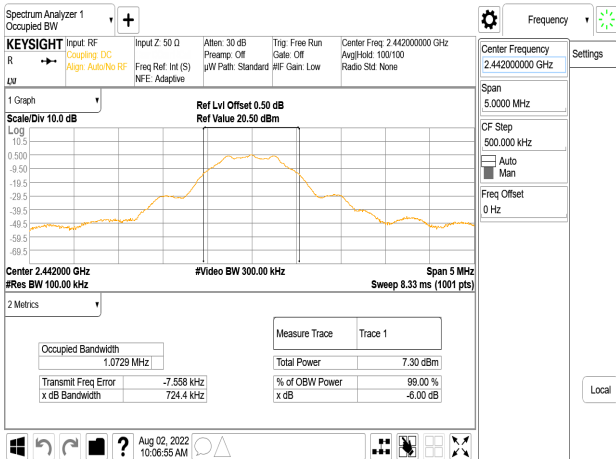 Spectrum Analyzer 1
Occupied BW
Frequency
KEYSIGHT
R
Input: RF
Coupling: DC
Align: Auto/No RF
Input Z: 50 Ω
Freq Ref: Int (S)
NFE: Adaptive
Atten: 30 dB
Preamp: Off
µW Path: Standard
Trig: Free Run
Gate: Off
#IF Gain: Low
Center Freq: 2.442000000 GHz
Avg|Hold: 100/100
Radio Std: None
Center Frequency
2.442000000 GHz
Settings
Span
5.0000 MHz
CF Step
500.000 kHz
Auto
Man
Freq Offset
0 Hz
Local
1 Graph
Scale/Div 10.0 dB
Ref Lvl Offset 0.50 dB
Ref Value 20.50 dBm
Log
10.5
0.500
-9.50
-19.5
-29.5
-39.5
-49.5
-59.5
-69.5
Center 2.442000 GHz
#Res BW 100.00 kHz
#Video BW 300.00 kHz
Span 5 MHz
Sweep 8.33 ms (1001 pts)
2 Metrics
Measure Trace Trace 1
Occupied Bandwidth
1.0729 MHz
Total Power 7.30 dBm
Transmit Freq Error -7.558 kHz
% of OBW Power 99.00 %
x dB Bandwidth 724.4 kHz
x dB -6.00 dB
?
Aug 02, 2022
10:06:55 AM